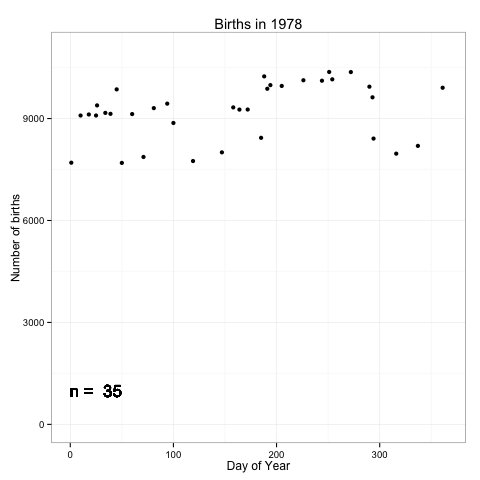 Births in 1978
Number of births
9000
6000
3000
0
n = 35
0 100 200 300
Day of Year